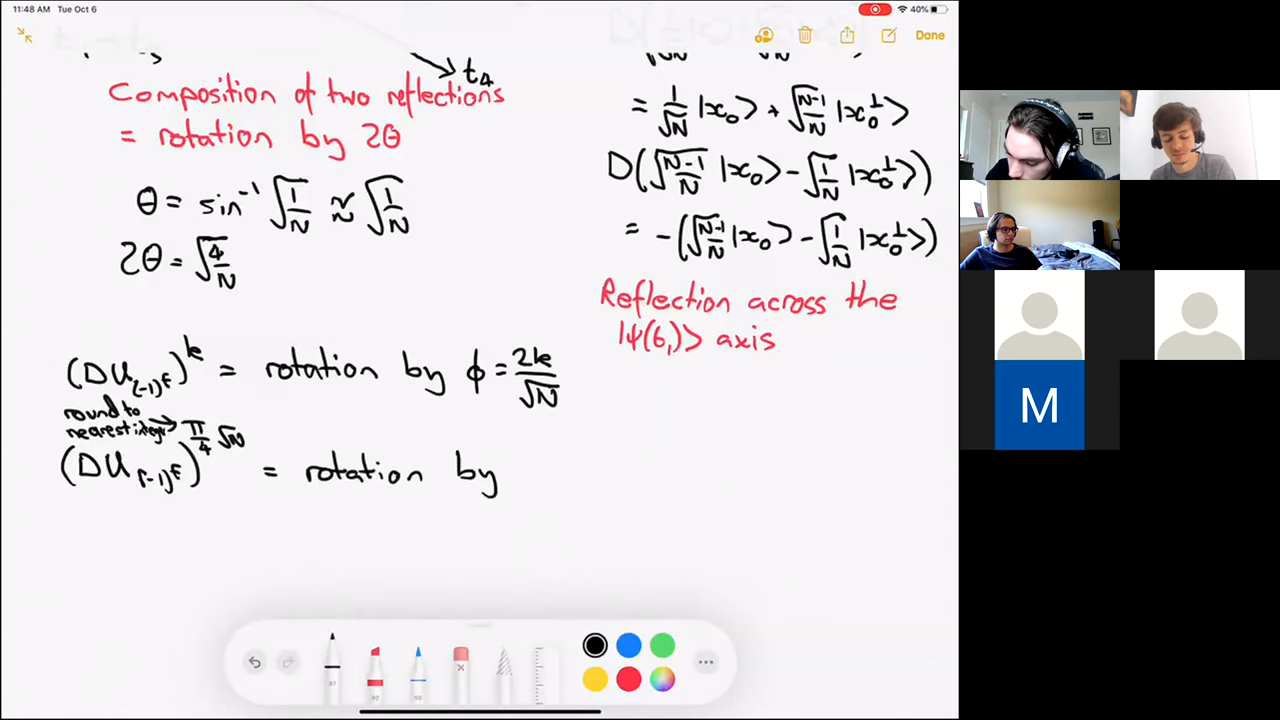 11:48 AM Tue Oct 6
40%
Done
t₄
Composition of two reflections
= rotation by 2θ
θ = sin⁻¹ √(1/N) ≈ √(1/N)
2θ = √(4/N)
(DU₍₋₁₎f)ᵏ = rotation by ϕ = 2k/√N
round to
nearest integer → π/4 √N
(DU₍₋₁₎f) = rotation by
= 1/√N |x₀> + √(N-1/N) |x₀⊥>
D(√(N-1/N) |x₀> - √(1/N) |x₀⊥>)
= -(√(N-1/N) |x₀> - √(1/N) |x₀⊥>)
Reflection across the
|ψ(6,)> axis
M